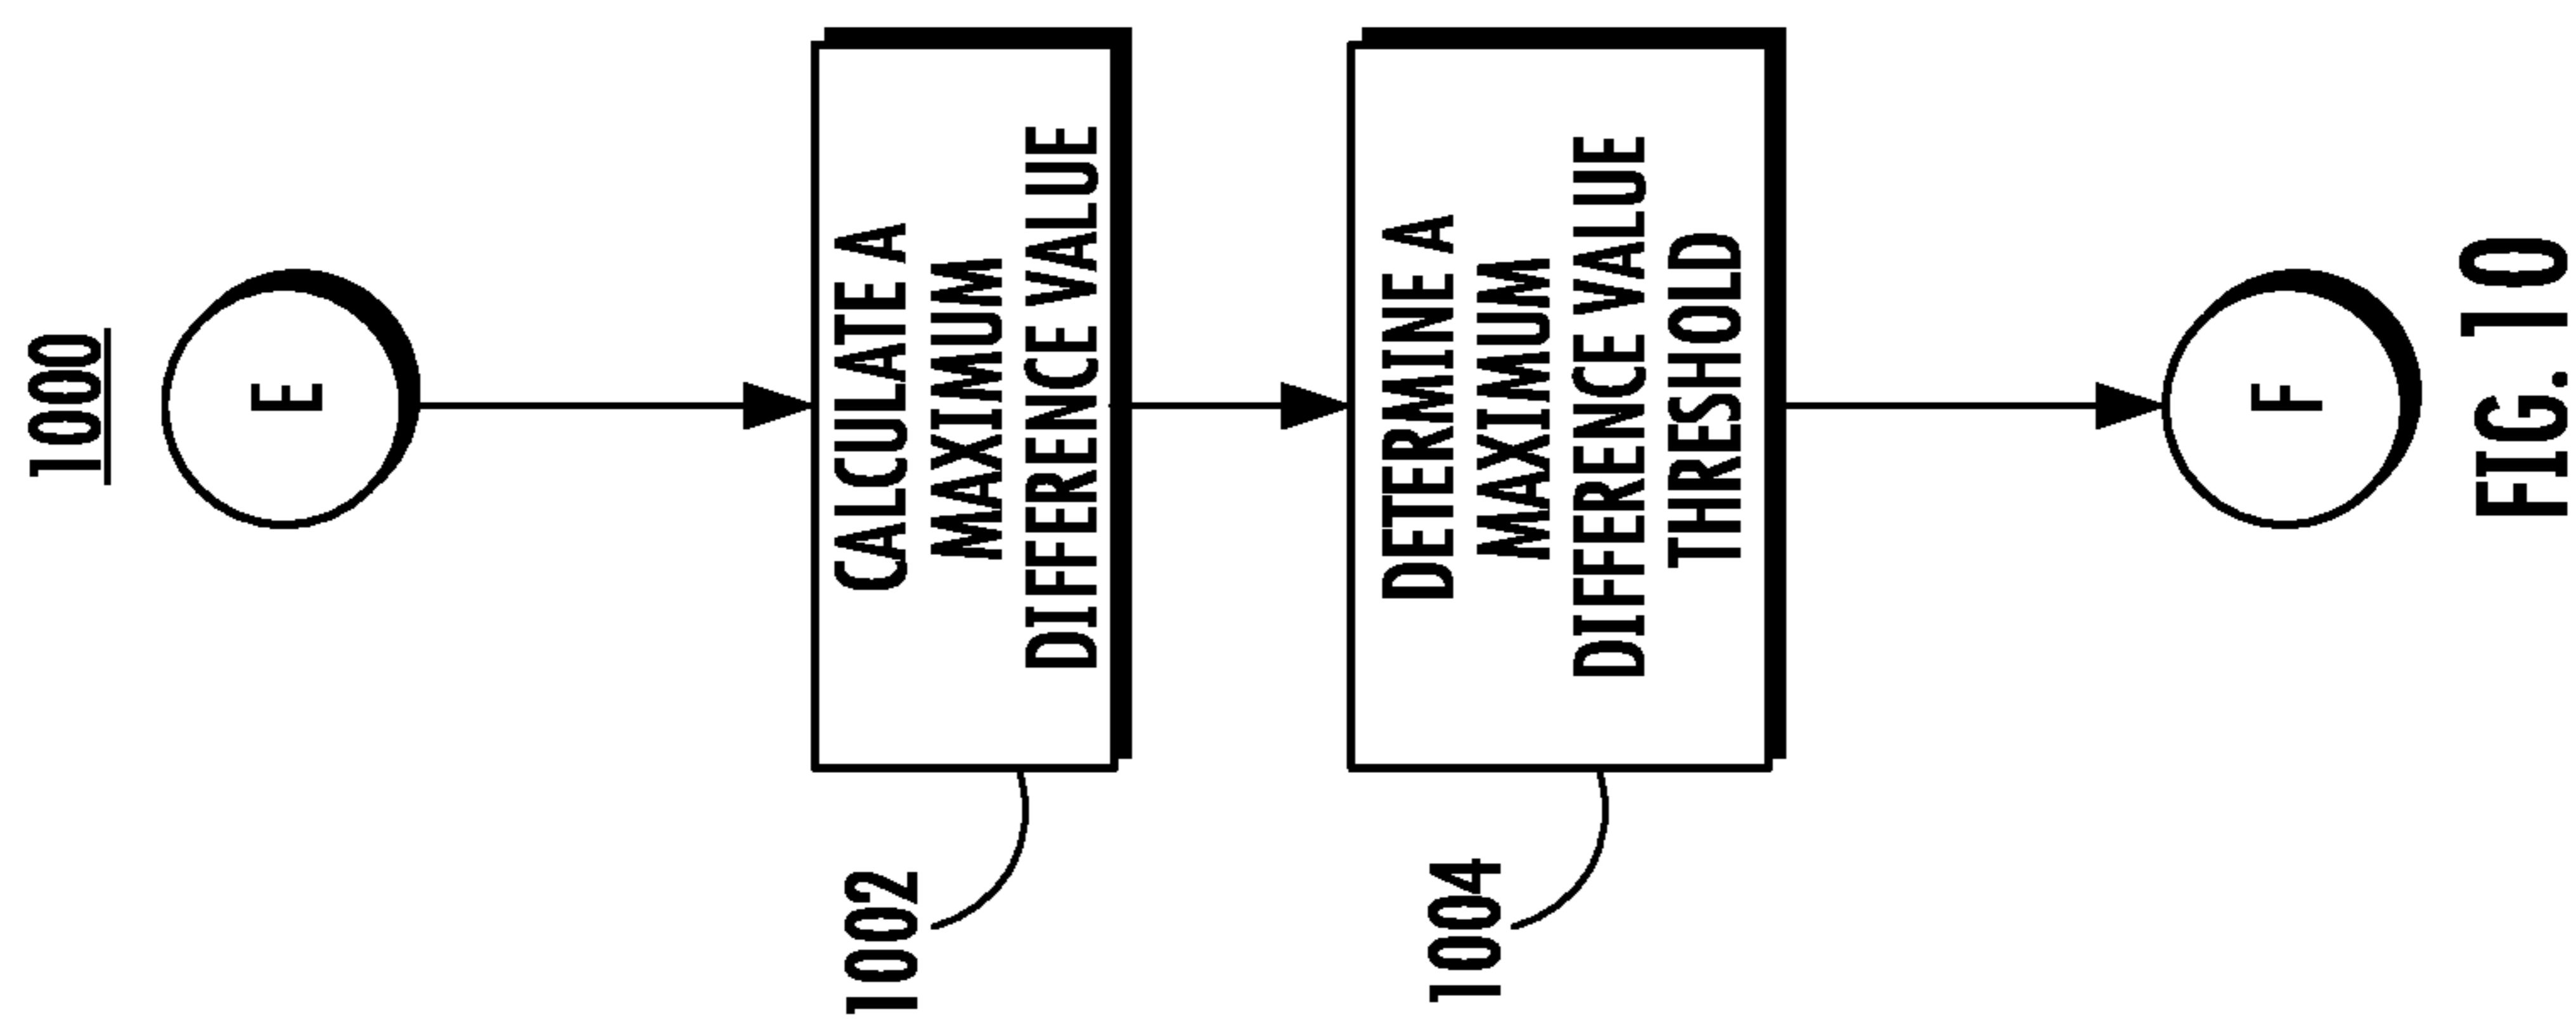 1000
E
CALCULATE A
MAXIMUM
DIFFERENCE VALUE
1002
DETERMINE A
MAXIMUM
DIFFERENCE VALUE
THRESHOLD
1004
F
FIG. 10